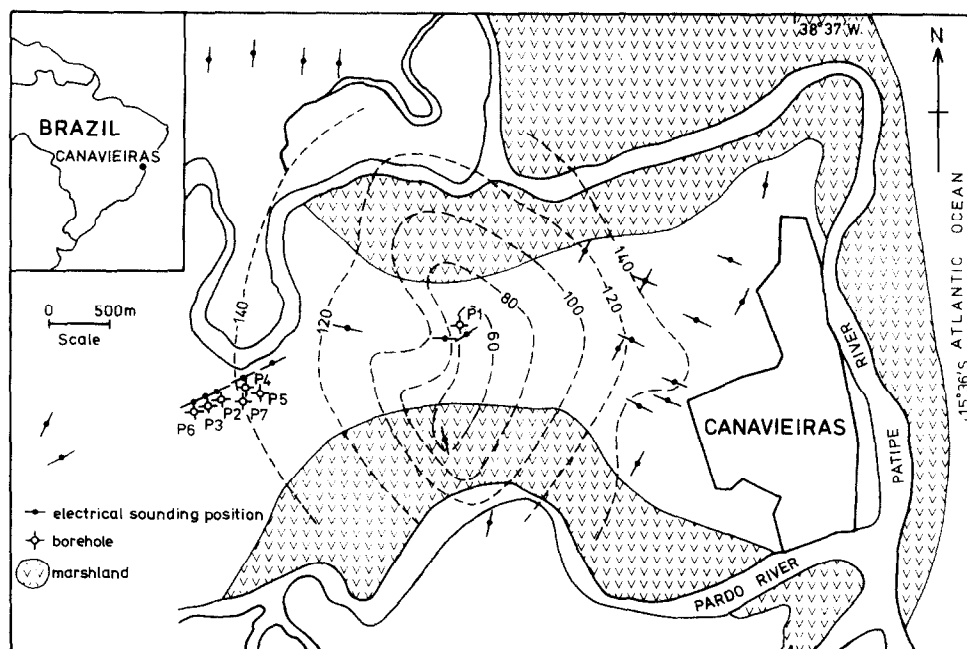 BRAZIL
CANAVIEIRAS
38° 37' W
N
15°36'S ATLANTIC OCEAN
0 500m
Scale
140
120
140
120
100
80
60
P1
P4
P5
P2
P7
P3
P6
CANAVIEIRAS
RIVER
PATIPE
PARDO RIVER
electrical sounding position
borehole
marshland